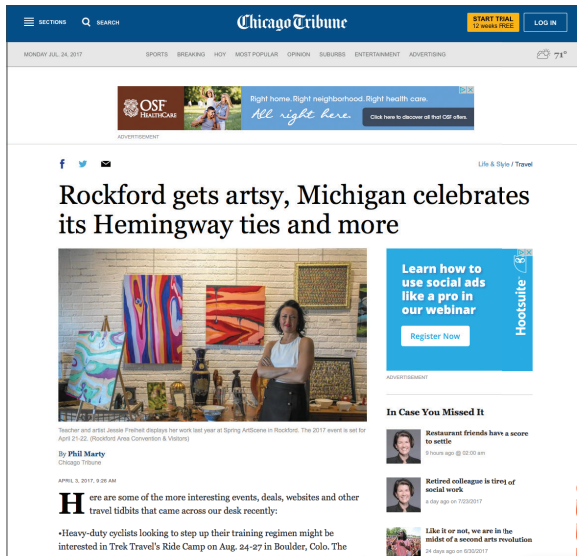 SECTIONS
SEARCH
Chicago Tribune
START TRIAL
12 weeks FREE
LOG IN
MONDAY JUL. 24, 2017
SPORTS BREAKING HOY MOST POPULAR OPINION SUBURBS ENTERTAINMENT ADVERTISING
71°
OSF
HEALTHCARE
Right home. Right neighborhood. Right health care.
All right here.
Click here to discover all that OSF offers.
ADVERTISEMENT
Life & Style / Travel
Rockford gets artsy, Michigan celebrates
its Hemingway ties and more
Teacher and artist Jessie Freiheit displays her work last year at Spring ArtScene in Rockford. The 2017 event is set for
April 21-22. (Rockford Area Convention & Visitors)
By Phil Marty
Chicago Tribune
APRIL 3, 2017, 9:26 AM
Here are some of the more interesting events, deals, websites and other
travel tidbits that came across our desk recently:
•Heavy-duty cyclists looking to step up their training regimen might be
interested in Trek Travel's Ride Camp on Aug. 24-27 in Boulder, Colo. The
Learn how to
use social ads
like a pro in
our webinar
Register Now
Hootsuite
ADVERTISEMENT
In Case You Missed It
Restaurant friends have a score
to settle
9 hours ago @ 02:00 am
Retired colleague is tired of
social work
a day ago on 7/23/2017
Like it or not, we are in the
midst of a second arts revolution
24 days ago on 6/30/2017